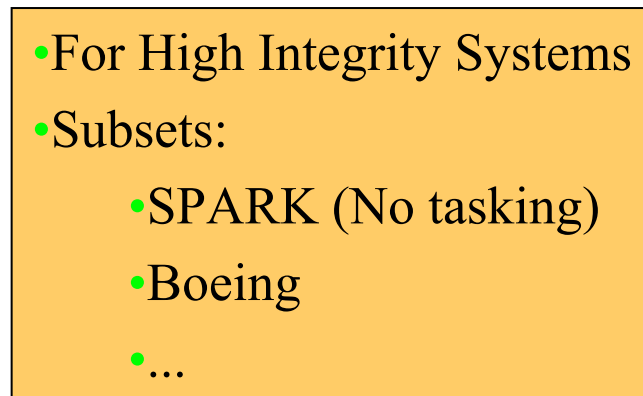 •For High Integrity Systems
•Subsets:
•SPARK (No tasking)
•Boeing
•...